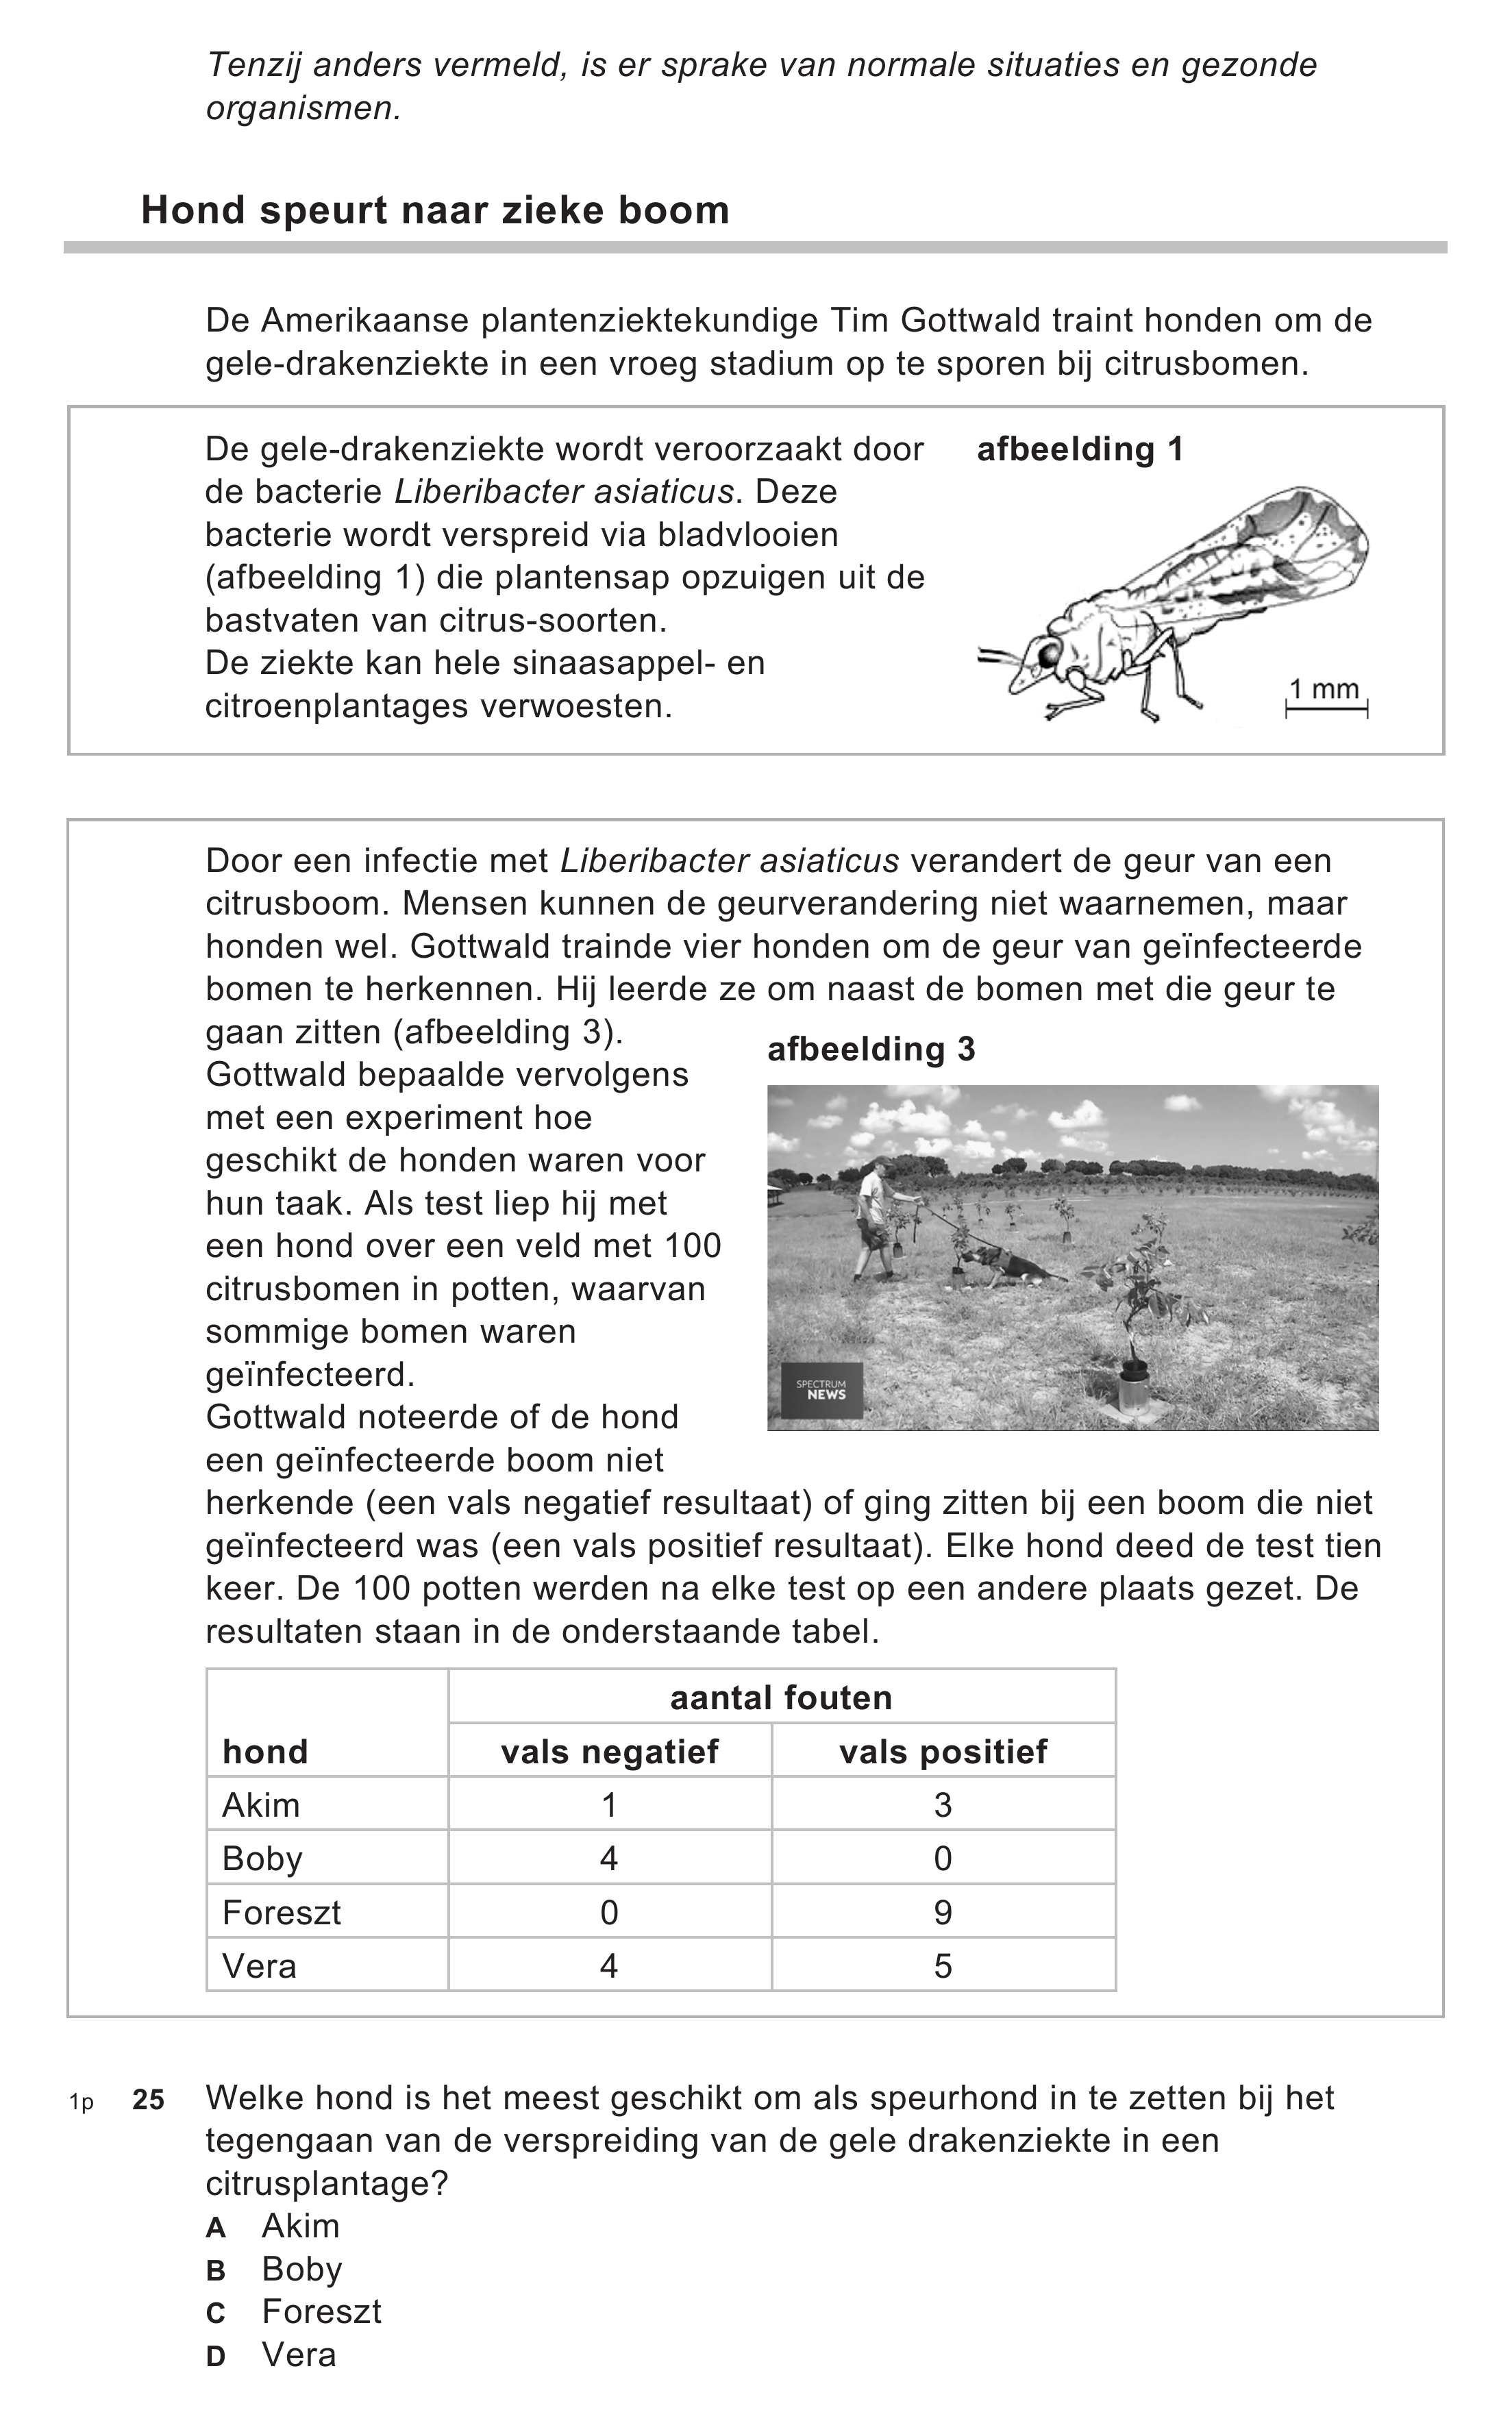 Tenzij anders vermeld, is er sprake van normale situaties en gezonde
organismen.
Hond speurt naar zieke boom
De Amerikaanse plantenziektekundige Tim Gottwald traint honden om de
gele-drakenziekte in een vroeg stadium op te sporen bij citrusbomen.
De gele-drakenziekte wordt veroorzaakt door
de bacterie Liberibacter asiaticus. Deze
bacterie wordt verspreid via bladvlooien
(afbeelding 1) die plantensap opzuigen uit de
bastvaten van citrus-soorten.
De ziekte kan hele sinaasappel- en
citroenplantages verwoesten.
afbeelding 1
1 mm
Door een infectie met Liberibacter asiaticus verandert de geur van een
citrusboom. Mensen kunnen de geurverandering niet waarnemen, maar
honden wel. Gottwald trainde vier honden om de geur van geïnfecteerde
bomen te herkennen. Hij leerde ze om naast de bomen met die geur te
gaan zitten (afbeelding 3).
Gottwald bepaalde vervolgens
met een experiment hoe
geschikt de honden waren voor
hun taak. Als test liep hij met
een hond over een veld met 100
citrusbomen in potten, waarvan
sommige bomen waren
geïnfecteerd.
Gottwald noteerde of de hond
een geïnfecteerde boom niet
afbeelding 3
SPECTRUM
NEWS
herkende (een vals negatief resultaat) of ging zitten bij een boom die niet
geïnfecteerd was (een vals positief resultaat). Elke hond deed de test tien
keer. De 100 potten werden na elke test op een andere plaats gezet. De
resultaten staan in de onderstaande tabel.
aantal fouten
hond vals negatief vals positief
Akim 1 3
Boby 4 0
Foreszt 0 9
Vera 4 5
1p 25 Welke hond is het meest geschikt om als speurhond in te zetten bij het
tegengaan van de verspreiding van de gele drakenziekte in een
citrusplantage?
A Akim
B Boby
C Foreszt
D Vera